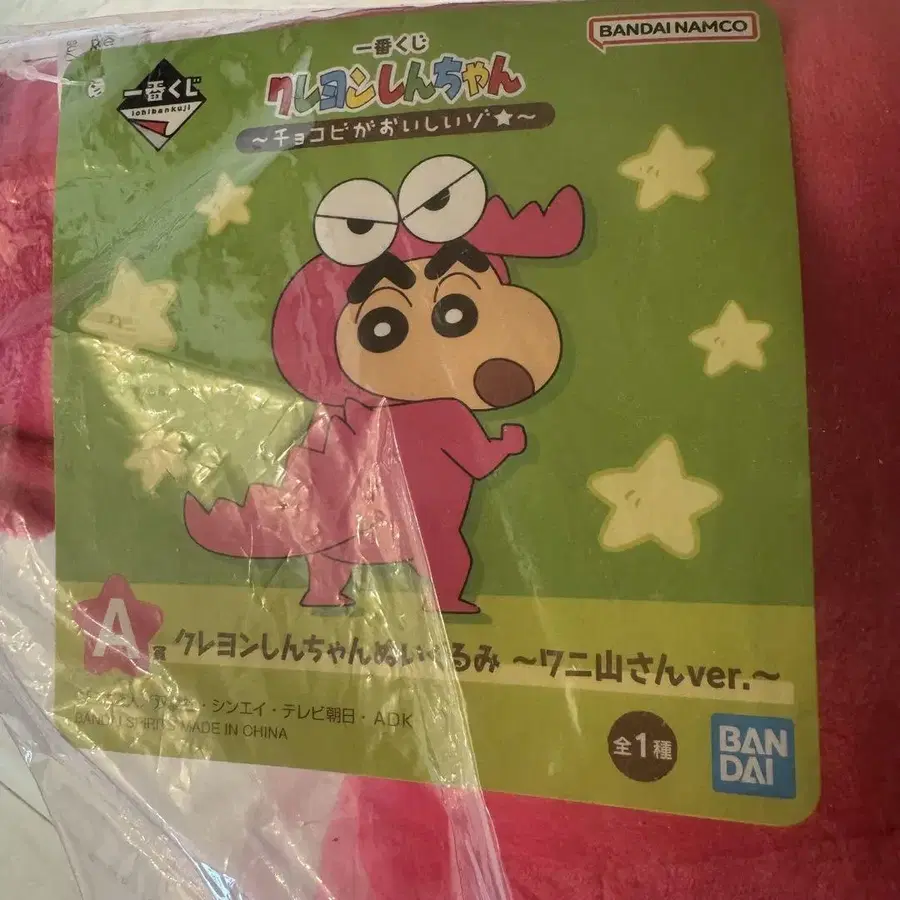 BANDAI NAMCO
一番くじ
ichibankuji
一番くじ
クレヨンしんちゃん
～チョコビがおいしいゾ★～
A賞 クレヨンしんちゃんぬいぐるみ ～ワニ山さんver.～
シンエイ・テレビ朝日・ADK
BANDAI SPIRITS MADE IN CHINA
全1種
BAN
DAI